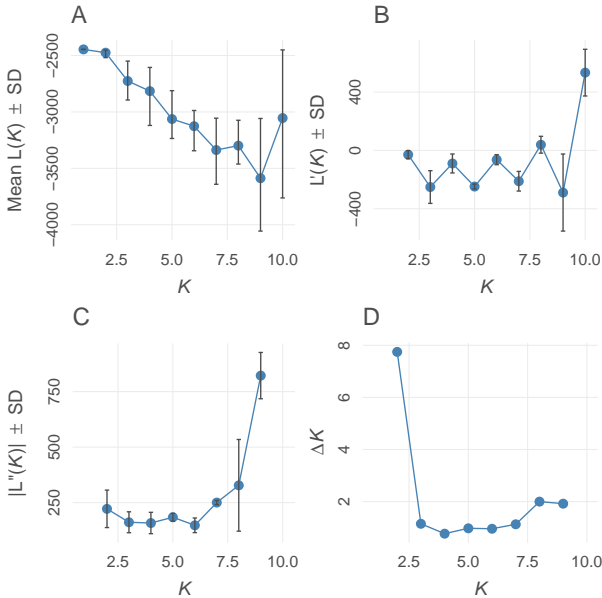 A
Mean L(K) ± SD
−2500
−3000
−3500
−4000
2.5 5.0 7.5 10.0
K
B
L'(K) ± SD
400
0
−400
2.5 5.0 7.5 10.0
K
C
|L"(K)| ± SD
750
500
250
2.5 5.0 7.5 10.0
K
D
ΔK
8
6
4
2
2.5 5.0 7.5 10.0
K